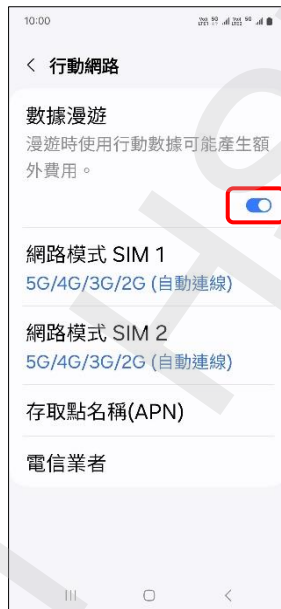 10:00
‹ 行動網路
數據漫遊
漫遊時使用行動數據可能產生額
外費用。
網路模式 SIM 1
5G/4G/3G/2G (自動連線)
網路模式 SIM 2
5G/4G/3G/2G (自動連線)
存取點名稱(APN)
電信業者